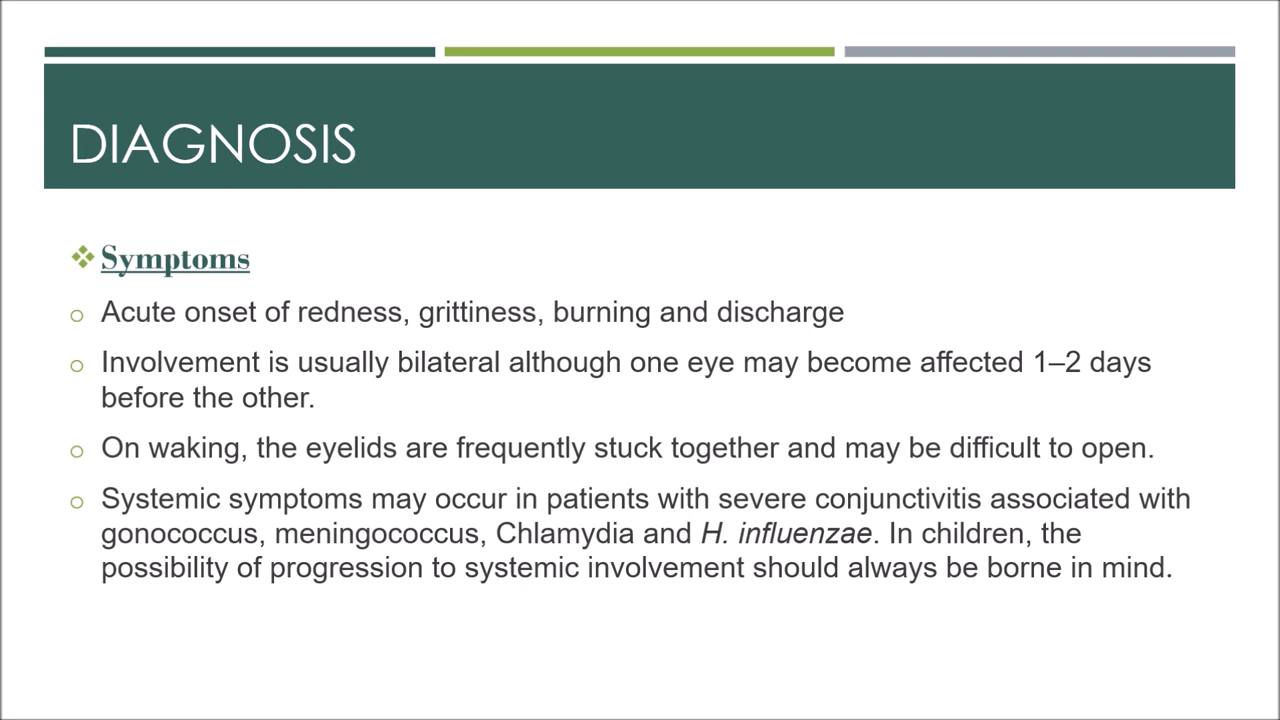 DIAGNOSIS
Symptoms
Acute onset of redness, grittiness, burning and discharge
Involvement is usually bilateral although one eye may become affected 1–2 days
before the other.
On waking, the eyelids are frequently stuck together and may be difficult to open.
Systemic symptoms may occur in patients with severe conjunctivitis associated with
gonococcus, meningococcus, Chlamydia and H. influenzae. In children, the
possibility of progression to systemic involvement should always be borne in mind.